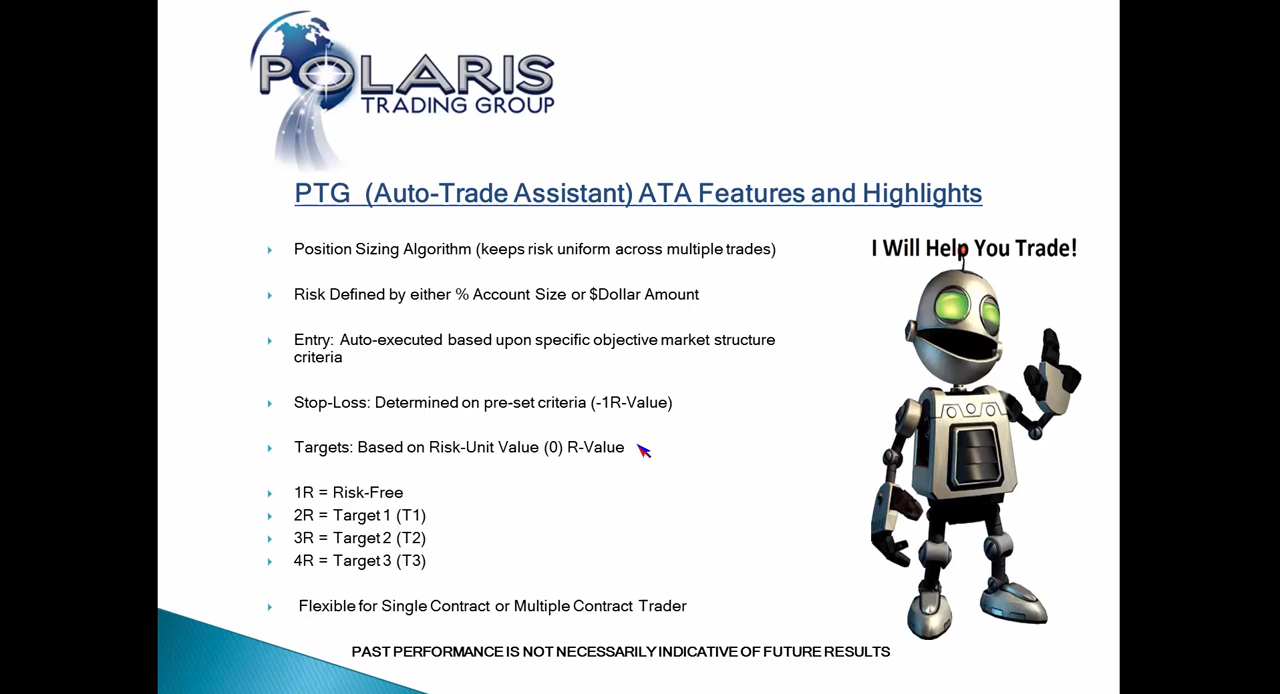 POLARIS
TRADING GROUP
PTG (Auto-Trade Assistant) ATA Features and Highlights
Position Sizing Algorithm (keeps risk uniform across multiple trades)
I Will Help You Trade!
Risk Defined by either % Account Size or $Dollar Amount
Entry: Auto-executed based upon specific objective market structure
criteria
Stop-Loss: Determined on pre-set criteria (-1R-Value)
Targets: Based on Risk-Unit Value (0) R-Value
1R = Risk-Free
2R = Target 1 (T1)
3R = Target 2 (T2)
4R = Target 3 (T3)
Flexible for Single Contract or Multiple Contract Trader
PAST PERFORMANCE IS NOT NECESSARILY INDICATIVE OF FUTURE RESULTS